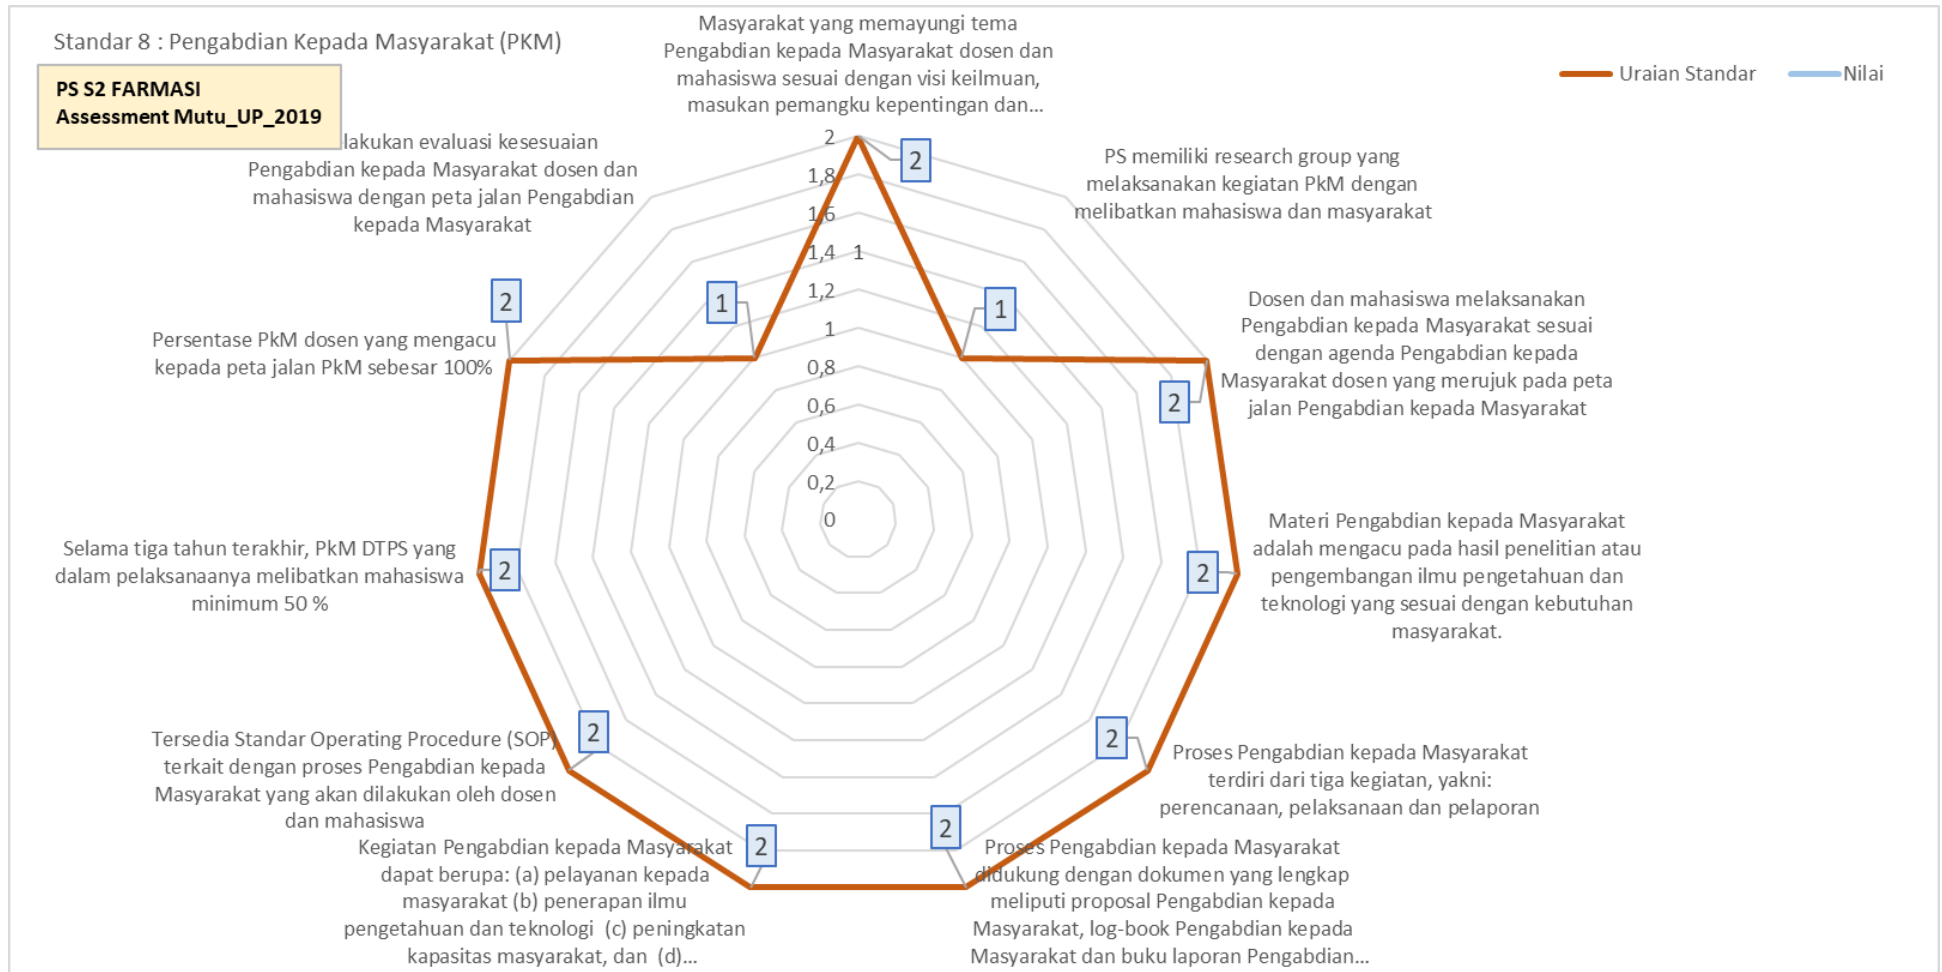 Standar 8 : Pengabdian Kepada Masyarakat (PKM)
PS S2 FARMASI
Assessment Mutu_UP_2019
Uraian Standar
Nilai
Masyarakat yang memayungi tema
Pengabdian kepada Masyarakat dosen dan
mahasiswa sesuai dengan visi keilmuan,
masukan pemangku kepentingan dan...
PS memiliki research group yang
melaksanakan kegiatan PkM dengan
melibatkan mahasiswa dan masyarakat
Dosen dan mahasiswa melaksanakan
Pengabdian kepada Masyarakat sesuai
dengan agenda Pengabdian kepada
Masyarakat dosen yang merujuk pada peta
jalan Pengabdian kepada Masyarakat
Materi Pengabdian kepada Masyarakat
adalah mengacu pada hasil penelitian atau
pengembangan ilmu pengetahuan dan
teknologi yang sesuai dengan kebutuhan
masyarakat.
Proses Pengabdian kepada Masyarakat
terdiri dari tiga kegiatan, yakni:
perencanaan, pelaksanaan dan pelaporan
Proses Pengabdian kepada Masyarakat
didukung dengan dokumen yang lengkap
meliputi proposal Pengabdian kepada
Masyarakat, log-book Pengabdian kepada
Masyarakat dan buku laporan Pengabdian...
Kegiatan Pengabdian kepada Masyarakat
dapat berupa: (a) pelayanan kepada
masyarakat (b) penerapan ilmu
pengetahuan dan teknologi (c) peningkatan
kapasitas masyarakat, dan (d)...
Tersedia Standar Operating Procedure (SOP)
terkait dengan proses Pengabdian kepada
Masyarakat yang akan dilakukan oleh dosen
dan mahasiswa
Selama tiga tahun terakhir, PkM DTPS yang
dalam pelaksanaanya melibatkan mahasiswa
minimum 50 %
Persentase PkM dosen yang mengacu
kepada peta jalan PkM sebesar 100%
lakukan evaluasi kesesuaian
Pengabdian kepada Masyarakat dosen dan
mahasiswa dengan peta jalan Pengabdian
kepada Masyarakat
2
1,8
1,6
1,4
1,2
1
0,8
0,6
0,4
0,2
0
1
2
1
2
2
2
2
2
2
2
2
1